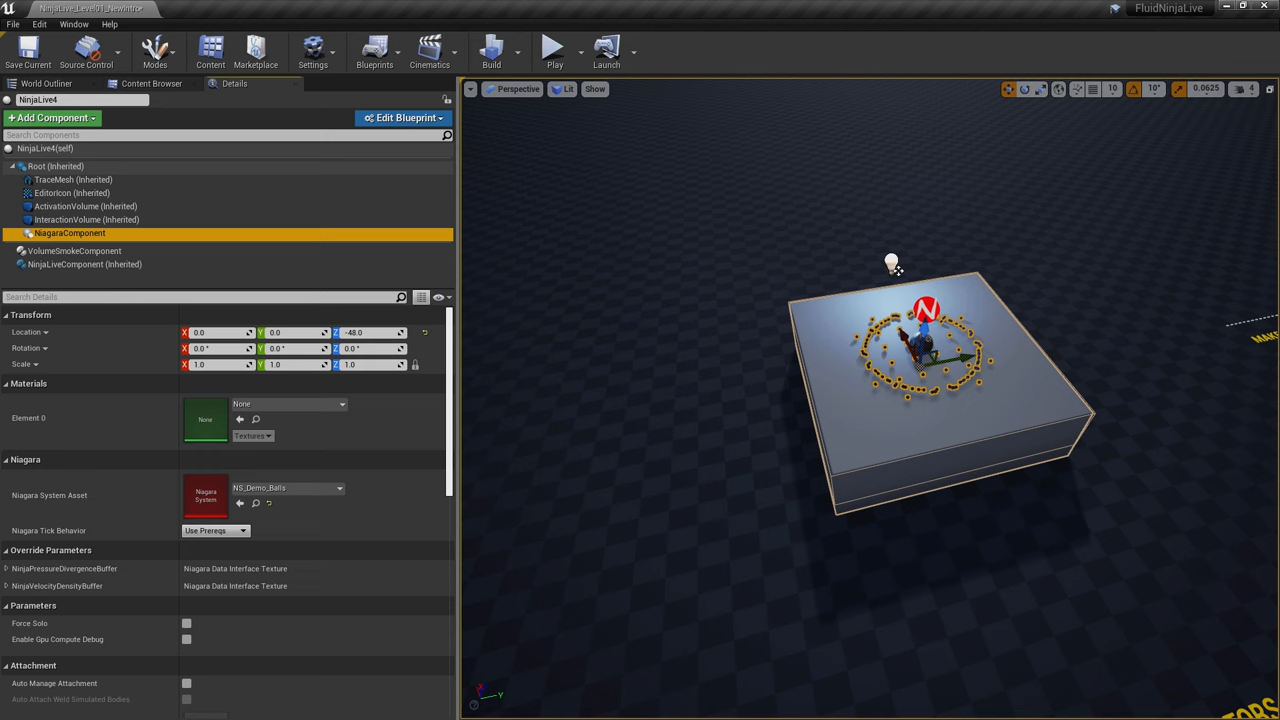 NinjaLive_Level01_NewIntro•
FluidNinjaLive
File Edit Window Help
Save Current Source Control Modes Content Marketplace Settings Blueprints Cinematics Build Play Launch
World Outliner Content Browser Details
Perspective Lit Show 10 10° 0.0625 4
NinjaLive4
+Add Component Edit Blueprint
Search Components
NinjaLive4(self)
Root (Inherited)
TraceMesh (Inherited)
EditorIcon (Inherited)
ActivationVolume (Inherited)
InteractionVolume (Inherited)
NiagaraComponent
VolumeSmokeComponent
NinjaLiveComponent (Inherited)
Search Details
Transform
Location X 0.0 Y 0.0 Z -48.0
Rotation X 0.0° Y 0.0° Z 0.0°
Scale X 1.0 Y 1.0 Z 1.0
Materials
Element 0 None None
Textures
Niagara
Niagara System Asset Niagara System NS_Demo_Balls
Niagara Tick Behavior Use Prereqs
Override Parameters
NinjaPressureDivergenceBuffer Niagara Data Interface Texture
NinjaVelocityDensityBuffer Niagara Data Interface Texture
Parameters
Force Solo
Enable Gpu Compute Debug
Attachment
Auto Manage Attachment
Auto Attach Weld Simulated Bodies
N
X Y